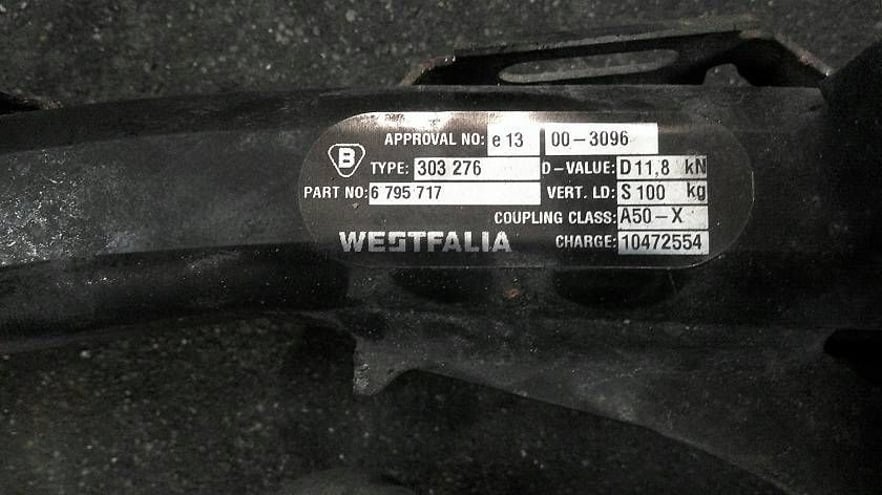 APPROVAL NO: e 13 00-3096
B
TYPE: 303 276 D-VALUE: D 11,8 kN
PART NO: 6 795 717 VERT. LD: S 100 kg
COUPLING CLASS: A50-X
WESTFALIA CHARGE: 10472554